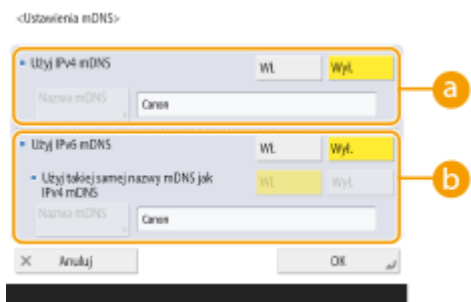 <Ustawienia mDNS>
Użyj IPv4 mDNS
Wł.
Wył.
a
Nazwa mDNS
Canon
Użyj IPv6 mDNS
Wł.
Wył.
b
Użyj takiej samej nazwy mDNS jak
IPv4 mDNS
Wł.
Wył.
Nazwa mDNS
Canon
Anuluj
OK